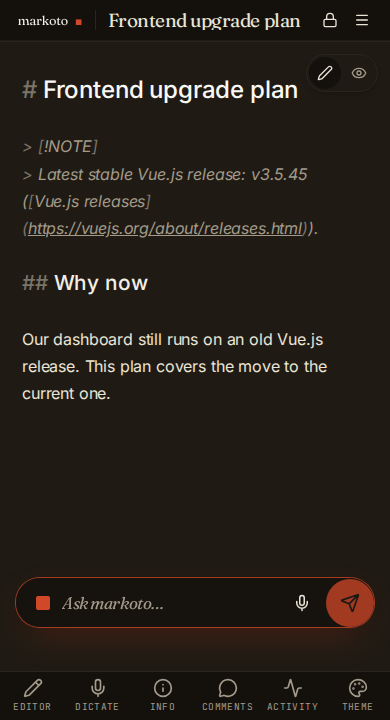 markoto
Frontend upgrade plan
# Frontend upgrade plan
> [!NOTE]
> Latest stable Vue.js release: v3.5.45
([Vue.js releases]
(https://vuejs.org/about/releases.html)).
## Why now
Our dashboard still runs on an old Vue.js
release. This plan covers the move to the
current one.
Ask markoto...
EDITOR DICTATE INFO COMMENTS ACTIVITY THEME